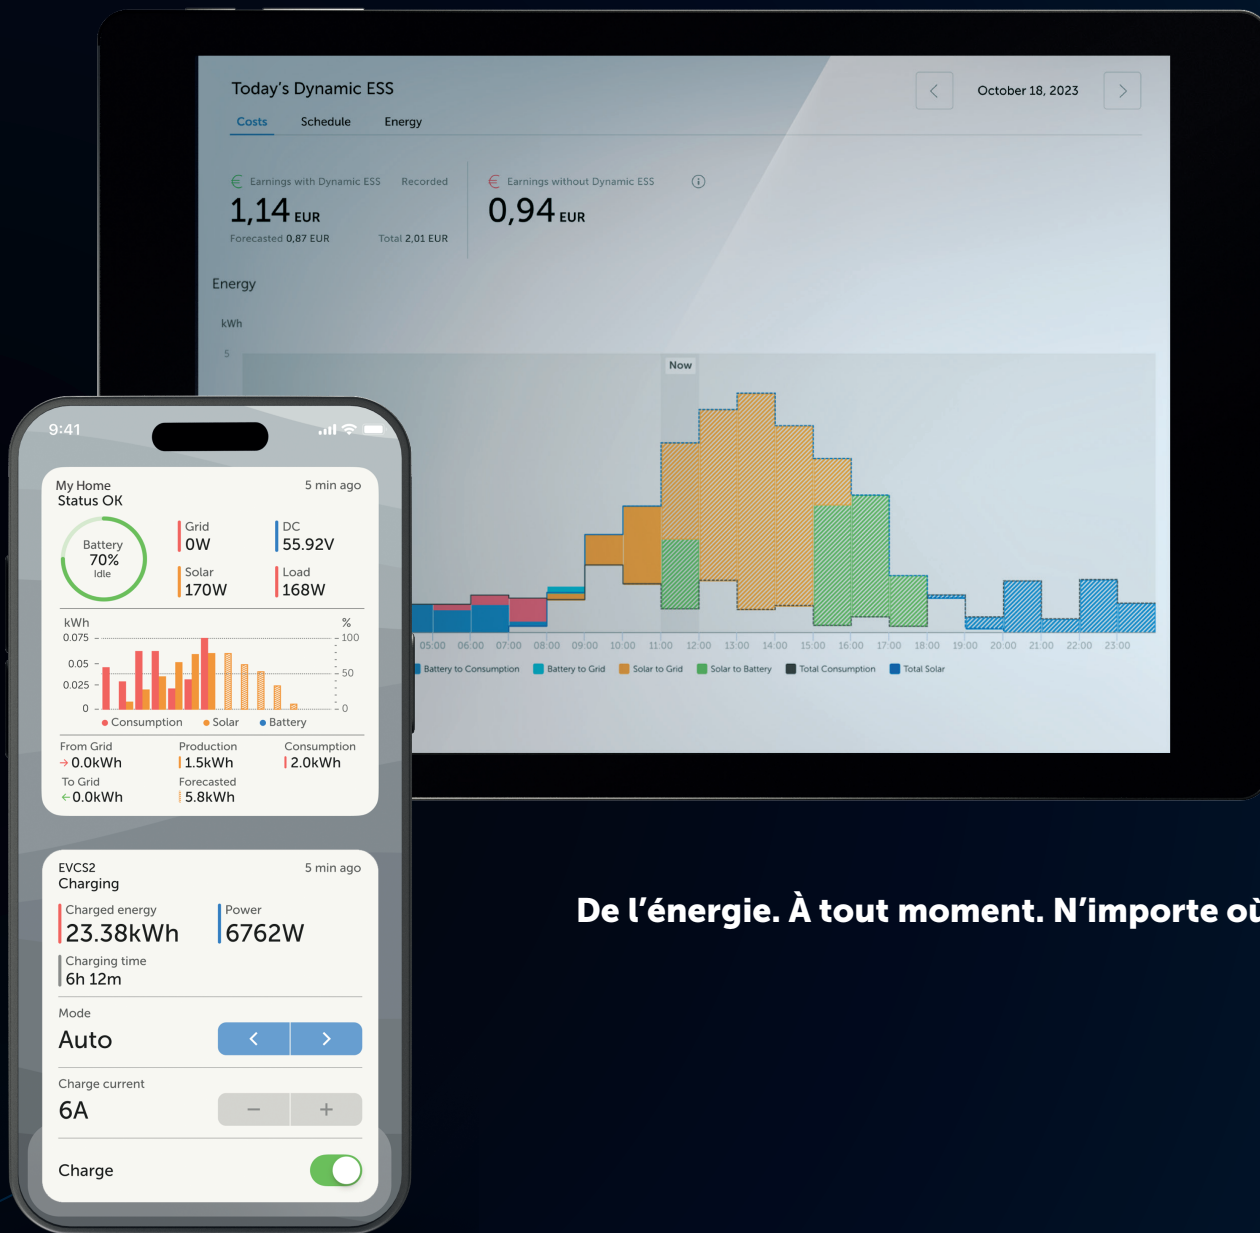 Today's Dynamic ESS
October 18, 2023
Costs Schedule Energy
Earnings with Dynamic ESS Recorded
1,14 EUR
Forecasted 0,87 EUR Total 2,01 EUR
Earnings without Dynamic ESS
0,94 EUR
Energy
kWh
5
Now
05:00 06:00 07:00 08:00 09:00 10:00 11:00 12:00 13:00 14:00 15:00 16:00 17:00 18:00 19:00 20:00 21:00 22:00 23:00
Battery to Consumption Battery to Grid Solar to Grid Solar to Battery Total Consumption Total Solar
9:41
My Home 5 min ago
Status OK
Battery
70%
Idle
Grid
0W
DC
55.92V
Solar
170W
Load
168W
kWh %
0.075 100
0.05
50
0.025
0 0
Consumption Solar Battery
From Grid Production Consumption
→ 0.0kWh 1.5kWh 2.0kWh
To Grid Forecasted
← 0.0kWh 5.8kWh
EVCS2 5 min ago
Charging
Charged energy Power
23.38kWh 6762W
Charging time
6h 12m
Mode
Auto < >
Charge current
6A − +
Charge
De l'énergie. À tout moment. N'importe où